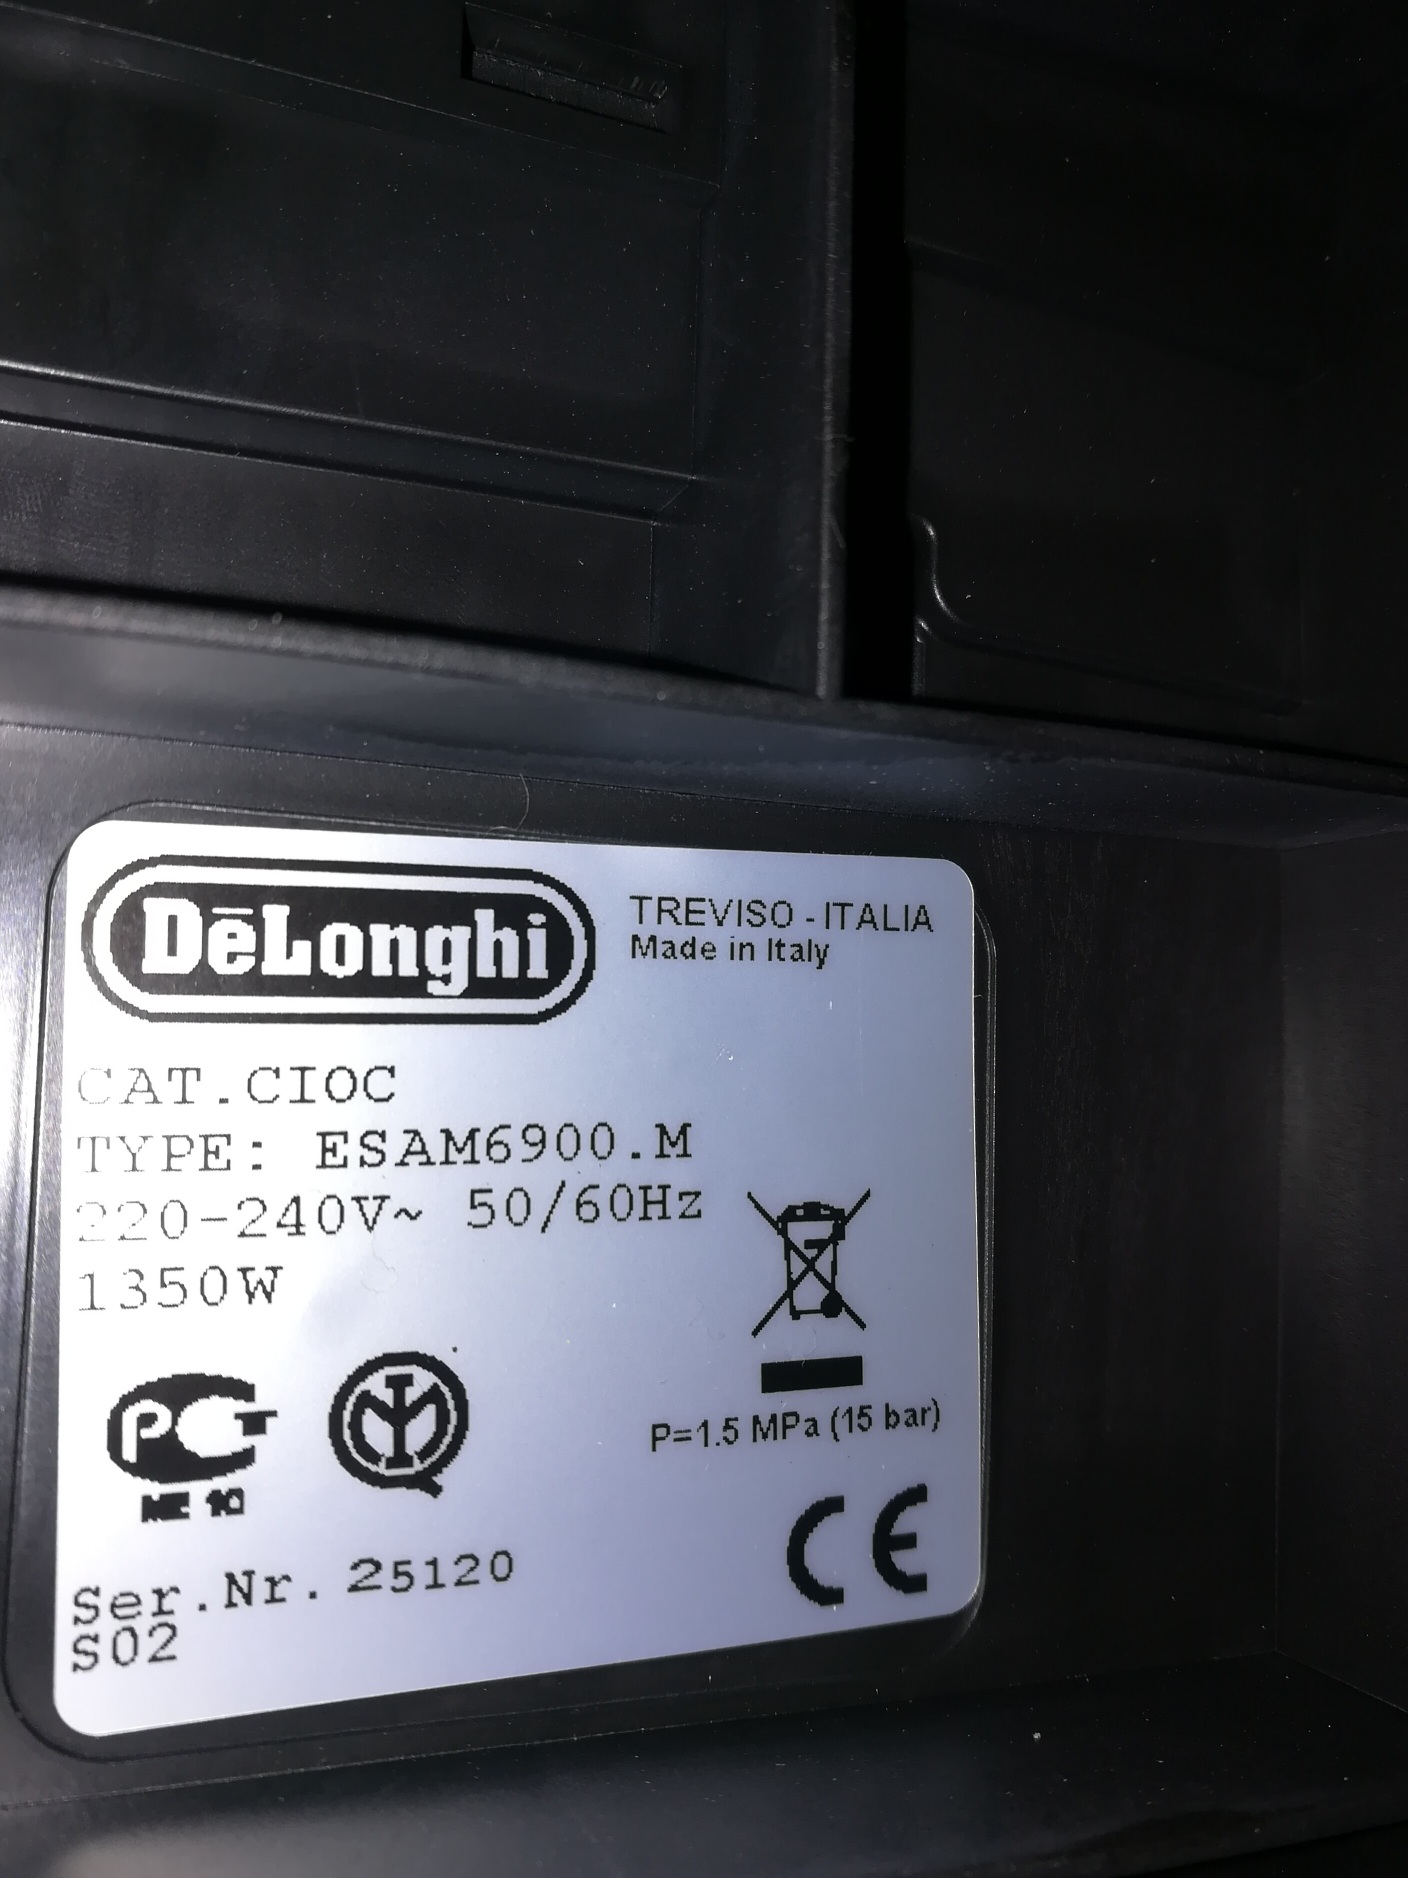 DēLonghi
TREVISO - ITALIA
Made in Italy
CAT.CIOC
TYPE: ESAM6900.M
220-240V~ 50/60Hz
1350W
P=1.5 MPa (15 bar)
CE
Ser.Nr. 25120
S02